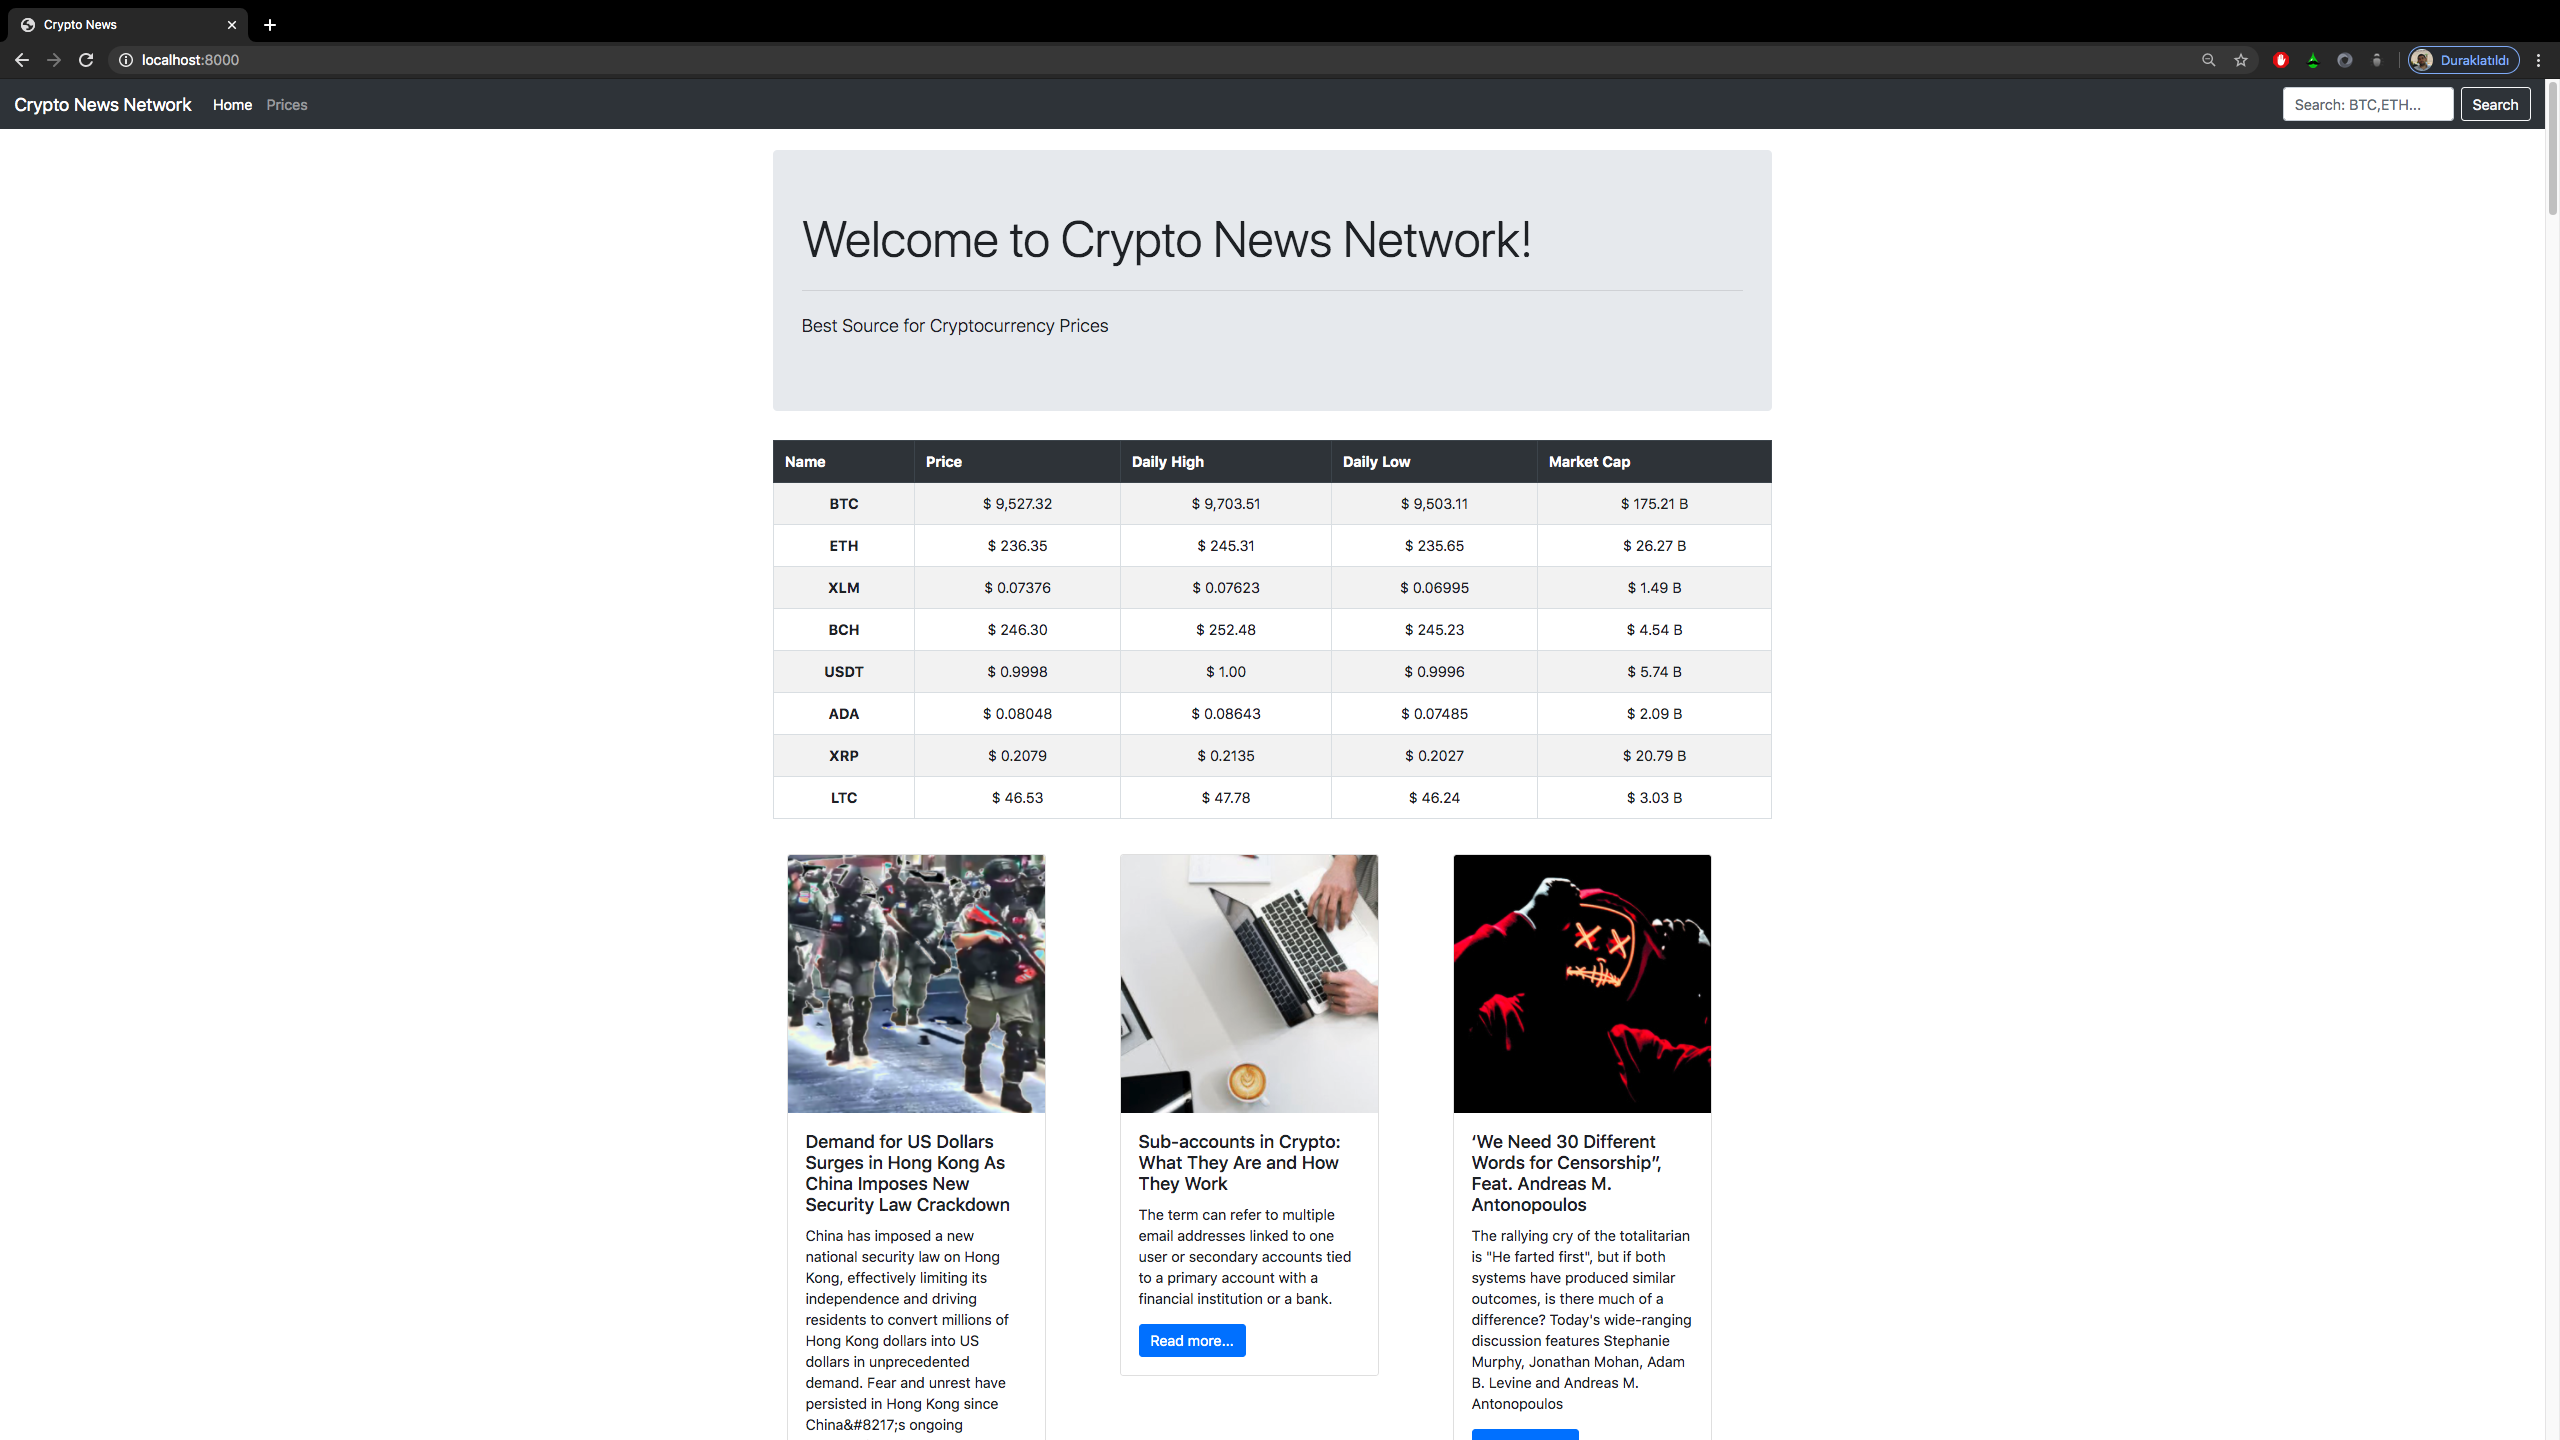 Crypto News
localhost:8000
Duraklatıldı
Crypto News Network Home Prices
Search: BTC,ETH... Search
Welcome to Crypto News Network!
Best Source for Cryptocurrency Prices
Name Price Daily High Daily Low Market Cap
BTC $ 9,527.32 $ 9,703.51 $ 9,503.11 $ 175.21 B
ETH $ 236.35 $ 245.31 $ 235.65 $ 26.27 B
XLM $ 0.07376 $ 0.07623 $ 0.06995 $ 1.49 B
BCH $ 246.30 $ 252.48 $ 245.23 $ 4.54 B
USDT $ 0.9998 $ 1.00 $ 0.9996 $ 5.74 B
ADA $ 0.08048 $ 0.08643 $ 0.07485 $ 2.09 B
XRP $ 0.2079 $ 0.2135 $ 0.2027 $ 20.79 B
LTC $ 46.53 $ 47.78 $ 46.24 $ 3.03 B
Demand for US Dollars
Surges in Hong Kong As
China Imposes New
Security Law Crackdown
China has imposed a new
national security law on Hong
Kong, effectively limiting its
independence and driving
residents to convert millions of
Hong Kong dollars into US
dollars in unprecedented
demand. Fear and unrest have
persisted in Hong Kong since
China&#8217;s ongoing
Sub-accounts in Crypto:
What They Are and How
They Work
The term can refer to multiple
email addresses linked to one
user or secondary accounts tied
to a primary account with a
financial institution or a bank.
Read more...
‘We Need 30 Different
Words for Censorship”,
Feat. Andreas M.
Antonopoulos
The rallying cry of the totalitarian
is "He farted first", but if both
systems have produced similar
outcomes, is there much of a
difference? Today's wide-ranging
discussion features Stephanie
Murphy, Jonathan Mohan, Adam
B. Levine and Andreas M.
Antonopoulos